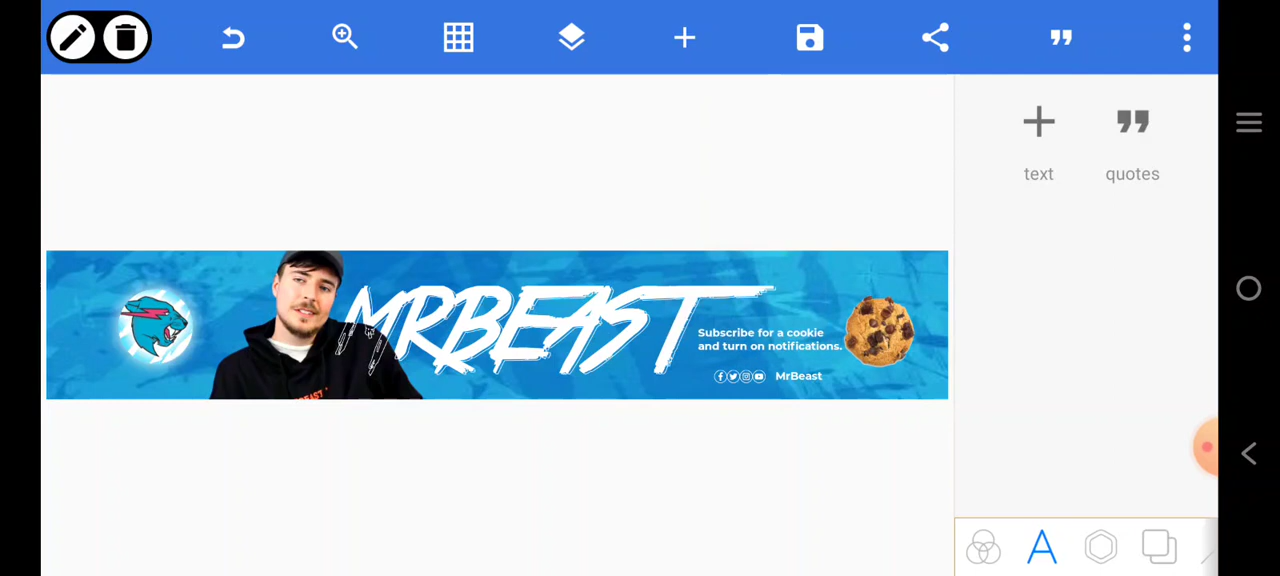 text
quotes
MRBEAST
Subscribe for a cookie
and turn on notifications.
MrBeast